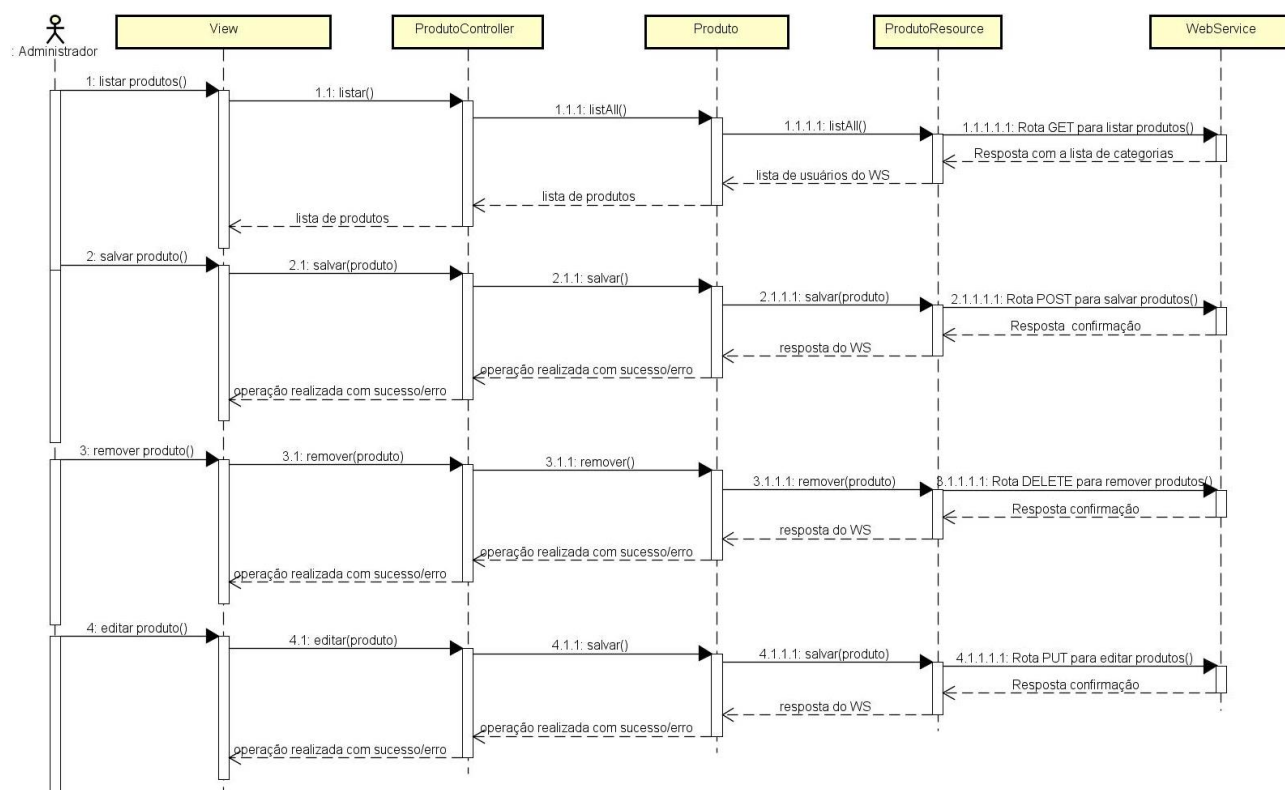 : Administrador
View
ProdutoController
Produto
ProdutoResource
WebService
1: listar produtos()
1.1: listar()
1.1.1: listAll()
1.1.1.1: listAll()
1.1.1.1.1: Rota GET para listar produtos()
Resposta com a lista de categorias
lista de usuários do WS
lista de produtos
lista de produtos
2: salvar produto()
2.1: salvar(produto)
2.1.1: salvar()
2.1.1.1: salvar(produto)
2.1.1.1.1: Rota POST para salvar produtos()
Resposta confirmação
resposta do WS
operação realizada com sucesso/erro
operação realizada com sucesso/erro
3: remover produto()
3.1: remover(produto)
3.1.1: remover()
3.1.1.1: remover(produto)
3.1.1.1.1: Rota DELETE para remover produtos()
Resposta confirmação
resposta do WS
operação realizada com sucesso/erro
operação realizada com sucesso/erro
4: editar produto()
4.1: editar(produto)
4.1.1: salvar()
4.1.1.1: salvar(produto)
4.1.1.1.1: Rota PUT para editar produtos()
Resposta confirmação
resposta do WS
operação realizada com sucesso/erro
operação realizada com sucesso/erro